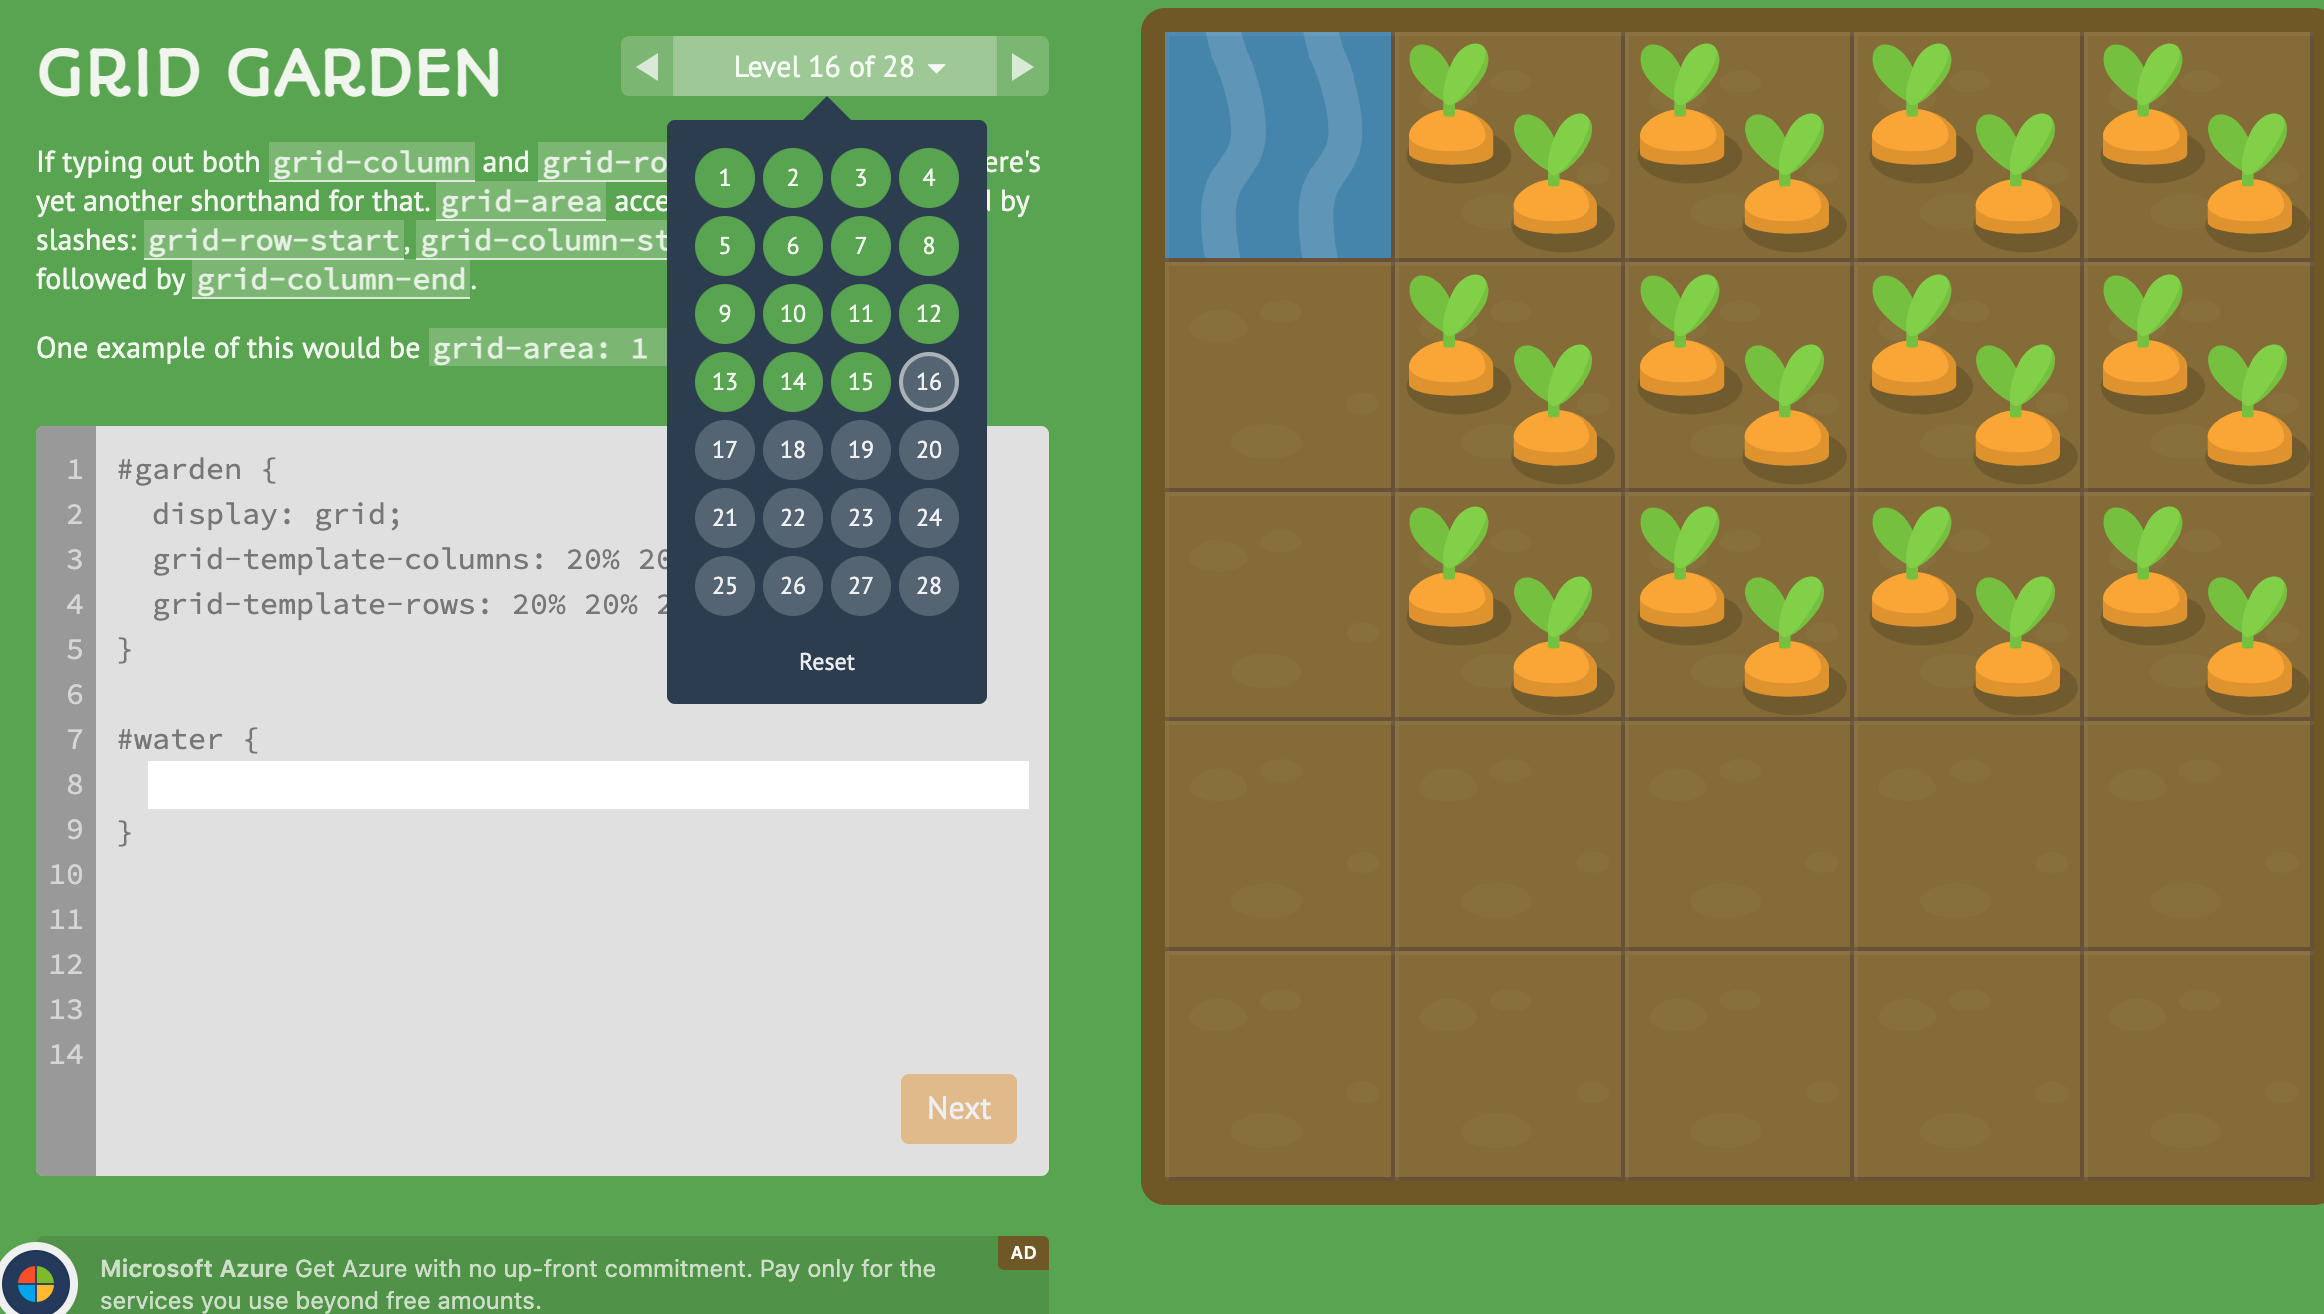 GRID GARDEN
Level 16 of 28
If typing out both grid-column and grid-ro ere's
yet another shorthand for that. grid-area acce by
slashes: grid-row-start, grid-column-st
followed by grid-column-end.
One example of this would be grid-area: 1
1 2 3 4
5 6 7 8
9 10 11 12
13 14 15 16
17 18 19 20
21 22 23 24
25 26 27 28
Reset
1 #garden {
2 display: grid;
3 grid-template-columns: 20% 20
4 grid-template-rows: 20% 20% 2
5 }
6
7 #water {
8
9 }
10
11
12
13
14
Next
AD
Microsoft Azure Get Azure with no up-front commitment. Pay only for the
services you use beyond free amounts.